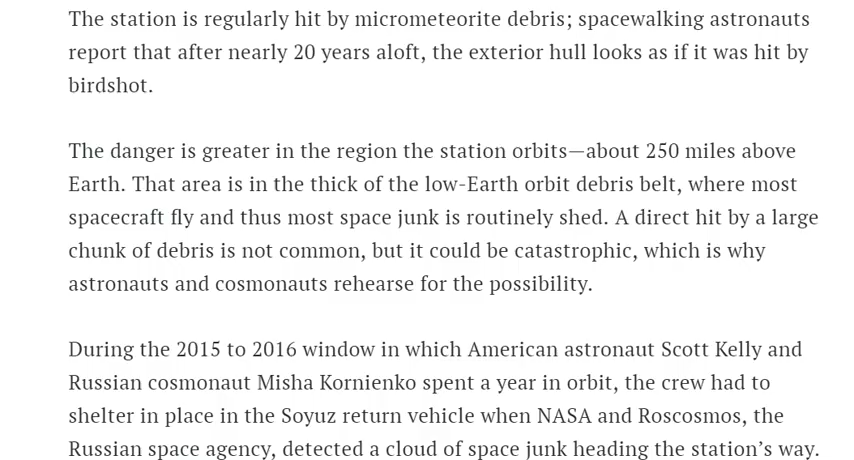 The station is regularly hit by micrometeorite debris; spacewalking astronauts
report that after nearly 20 years aloft, the exterior hull looks as if it was hit by
birdshot.
The danger is greater in the region the station orbits—about 250 miles above
Earth. That area is in the thick of the low-Earth orbit debris belt, where most
spacecraft fly and thus most space junk is routinely shed. A direct hit by a large
chunk of debris is not common, but it could be catastrophic, which is why
astronauts and cosmonauts rehearse for the possibility.
During the 2015 to 2016 window in which American astronaut Scott Kelly and
Russian cosmonaut Misha Kornienko spent a year in orbit, the crew had to
shelter in place in the Soyuz return vehicle when NASA and Roscosmos, the
Russian space agency, detected a cloud of space junk heading the station’s way.